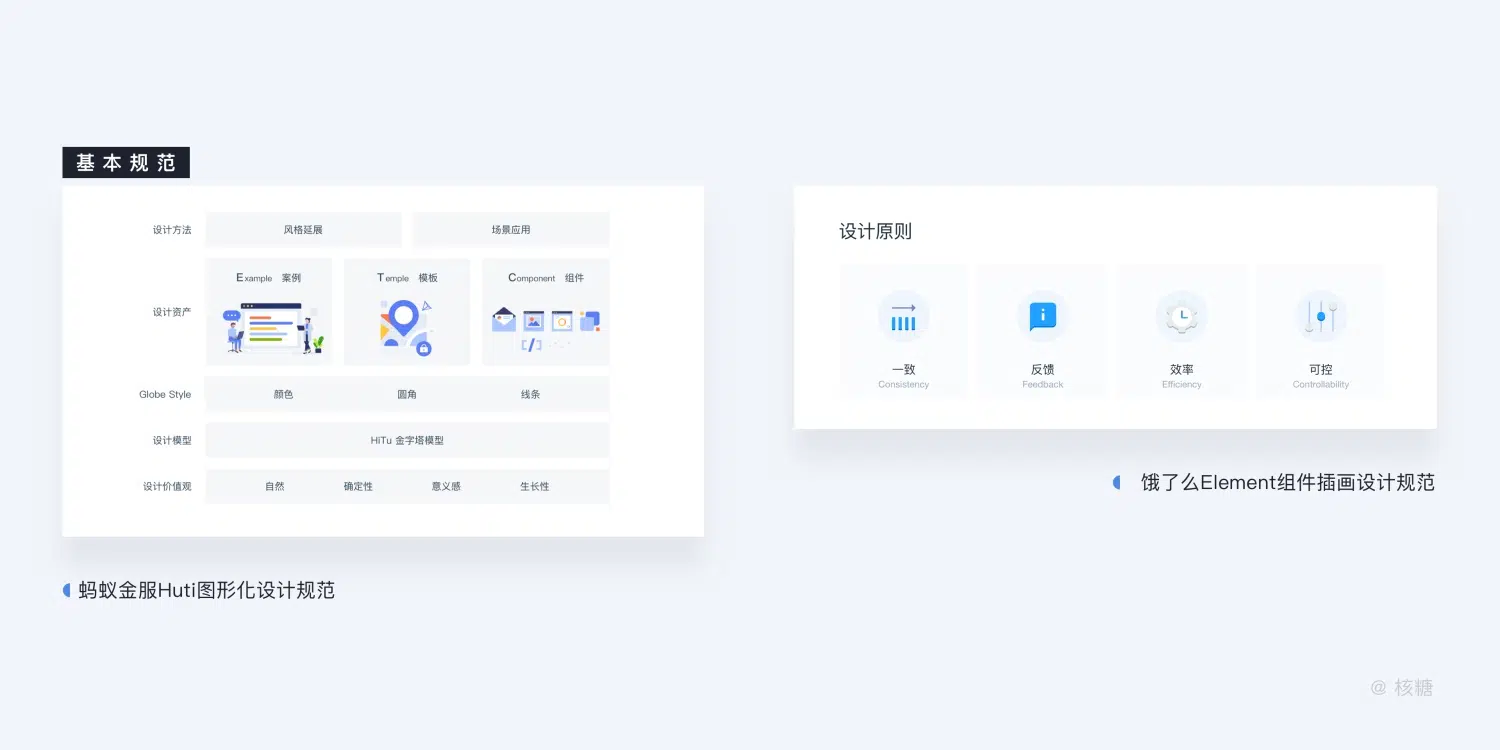 基本规范
设计方法
风格延展
场景应用
设计资产
Example 案例
Temple 模板
Component 组件
Globe Style
颜色
圆角
线条
设计模型
HiTu 金字塔模型
设计价值观
自然
确定性
意义感
生长性
蚂蚁金服Huti图形化设计规范
设计原则
一致
Consistency
反馈
Feedback
效率
Efficiency
可控
Controllability
饿了么Element组件插画设计规范
@ 核糖